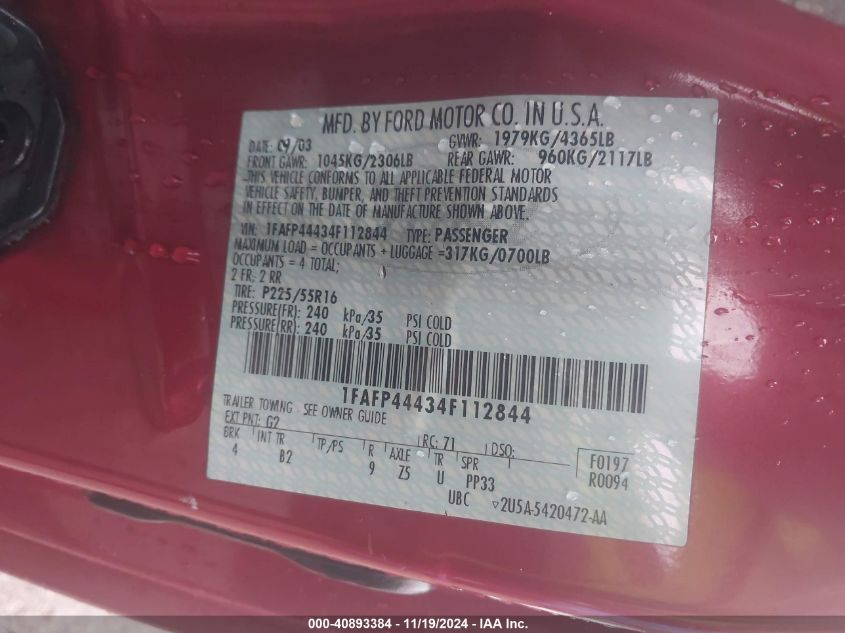 MFD. BY FORD MOTOR CO. IN U.S.A.
DATE: 09/03 GVWR: 1979KG/4365LB
FRONT GAWR: 1045KG/2306LB REAR GAWR: 960KG/2117LB
THIS VEHICLE CONFORMS TO ALL APPLICABLE FEDERAL MOTOR
VEHICLE SAFETY, BUMPER, AND THEFT PREVENTION STANDARDS
IN EFFECT ON THE DATE OF MANUFACTURE SHOWN ABOVE.
VIN: 1FAFP44434F112844 TYPE: PASSENGER
MAXIMUM LOAD = OCCUPANTS + LUGGAGE =317KG/0700LB
OCCUPANTS = 4 TOTAL;
2 FR, 2 RR
TIRE: P225/55R16
PRESSURE(FR): 240 kPa/35 PSI COLD
PRESSURE(RR): 240 kPa/35 PSI COLD
1FAFP44434F112844
TRAILER TOWING - SEE OWNER GUIDE
EXT PNT: G2 RC: 71 DSO: F0197
BRK INT TR TP/PS R AXLE TR SPR R0094
4 B2 9 Z5 U PP33
UBC ▽2U5A-5420472-AA
000-40893384 | 11/19/2024 - IAA Inc.